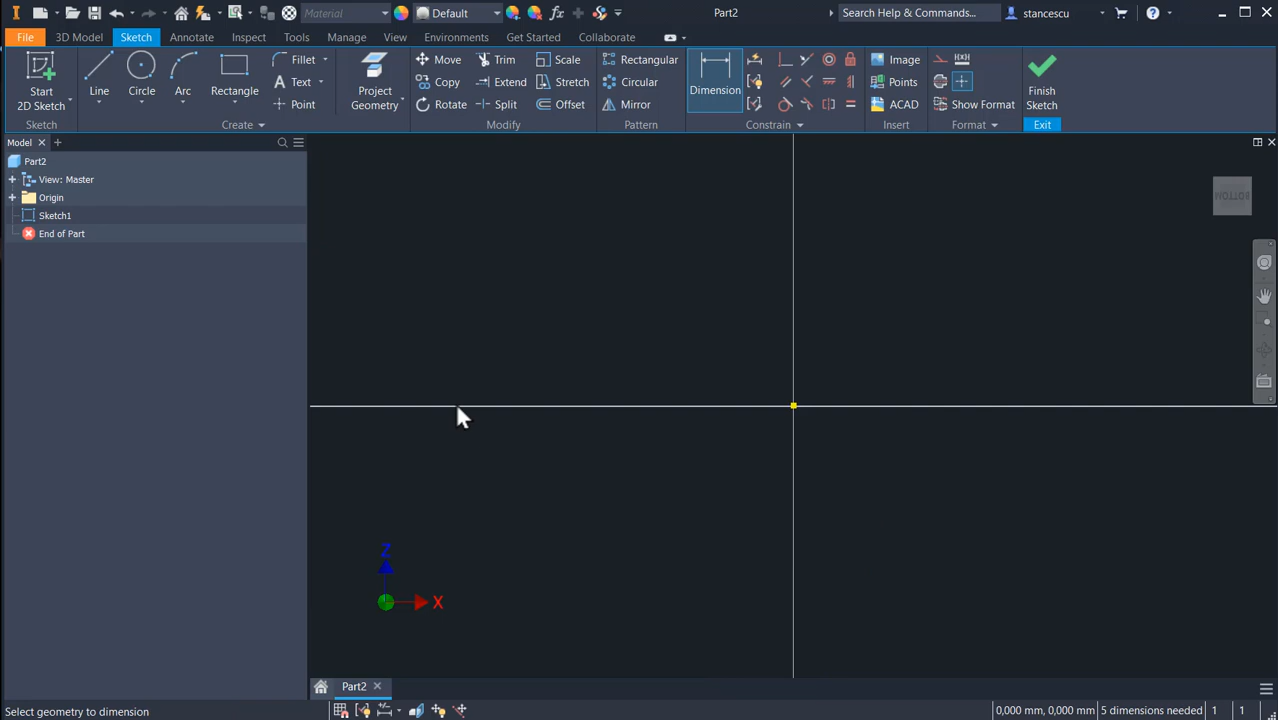 Material
Default
Part2
Search Help & Commands...
stancescu
File
3D Model
Sketch
Annotate
Inspect
Tools
Manage
View
Environments
Get Started
Collaborate
Start
2D Sketch
Line
Circle
Arc
Rectangle
Fillet
Text
Point
Project
Geometry
Move
Copy
Rotate
Trim
Extend
Split
Scale
Stretch
Offset
Rectangular
Circular
Mirror
Dimension
Image
Points
ACAD
Show Format
Finish
Sketch
Sketch
Create
Modify
Pattern
Constrain
Insert
Format
Exit
Model
Part2
View: Master
Origin
Sketch1
End of Part
BOTTOM
Z
X
Part2
Select geometry to dimension
0,000 mm, 0,000 mm
5 dimensions needed
1
1